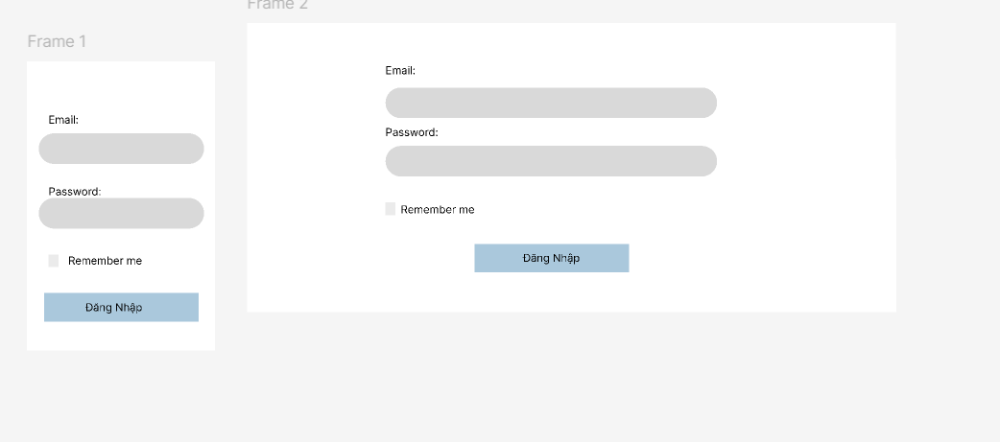 Frame 1
Email:
Password:
Remember me
Đăng Nhập
Frame 2
Email:
Password:
Remember me
Đăng Nhập